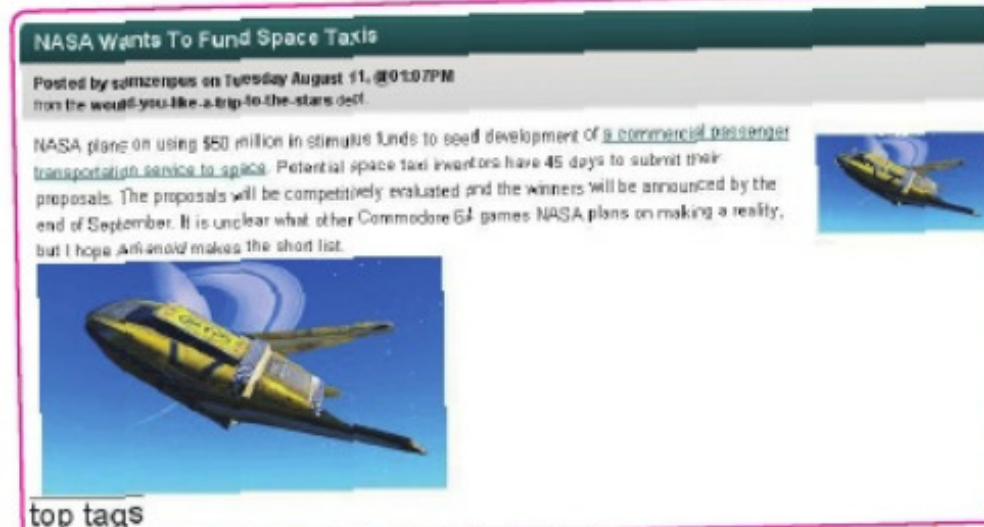 NASA Wants To Fund Space Taxis
Posted by samzenpus on Tuesday August 11, @01:07PM
from the would-you-like-a-trip-to-the-stars dept.
NASA plans on using $50 million in stimulus funds to seed development of a commercial passenger
transportation service to space. Potential space taxi inventors have 45 days to submit their
proposals. The proposals will be competitively evaluated and the winners will be announced by the
end of September. It is unclear what other Commodore 64 games NASA plans on making a reality,
but I hope Arkanoid makes the short list.
top tags